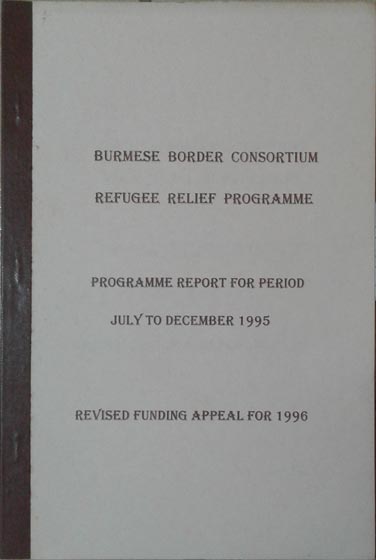 BURMESE BORDER CONSORTIUM
REFUGEE RELIEF PROGRAMME
PROGRAMME REPORT FOR PERIOD
JULY TO DECEMBER 1995
REVISED FUNDING APPEAL FOR 1996